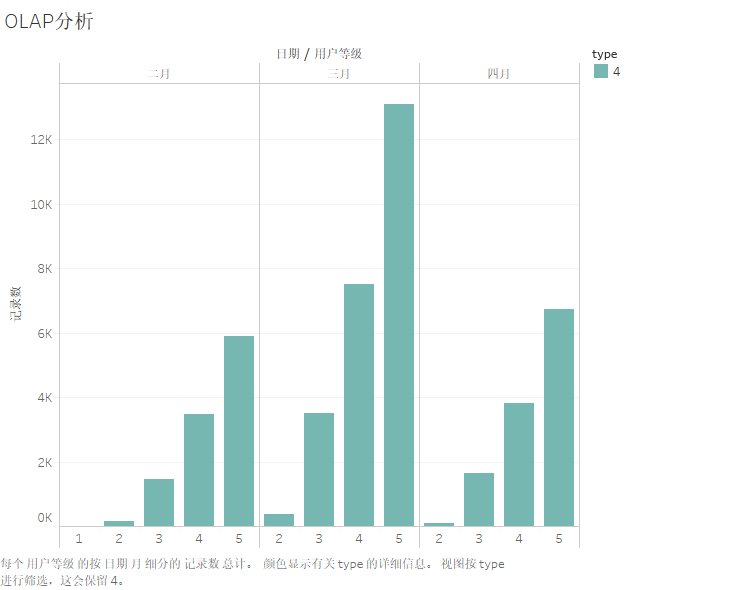 OLAP分析
日期 / 用户等级
type
二月 三月 四月
4
12K
10K
8K
6K
4K
2K
0K
记录数
1 2 3 4 5 2 3 4 5 2 3 4 5
每个 用户等级 的按 日期 月 细分的 记录数 总计。 颜色显示有关 type 的详细信息。 视图按 type
进行筛选，这会保留 4。